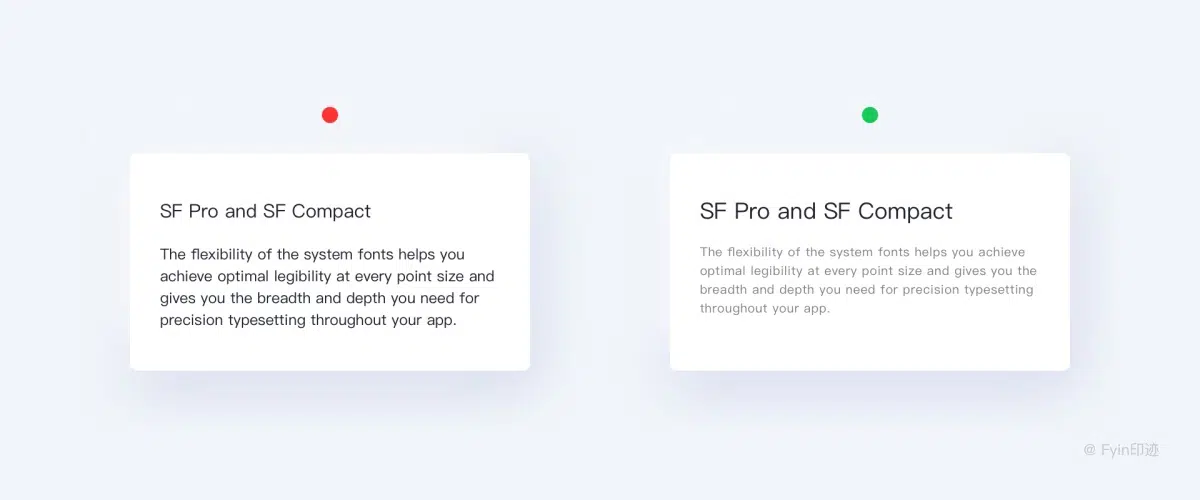 SF Pro and SF Compact
The flexibility of the system fonts helps you
achieve optimal legibility at every point size and
gives you the breadth and depth you need for
precision typesetting throughout your app.
SF Pro and SF Compact
The flexibility of the system fonts helps you achieve
optimal legibility at every point size and gives you the
breadth and depth you need for precision typesetting
throughout your app.
@ Fyin印迹